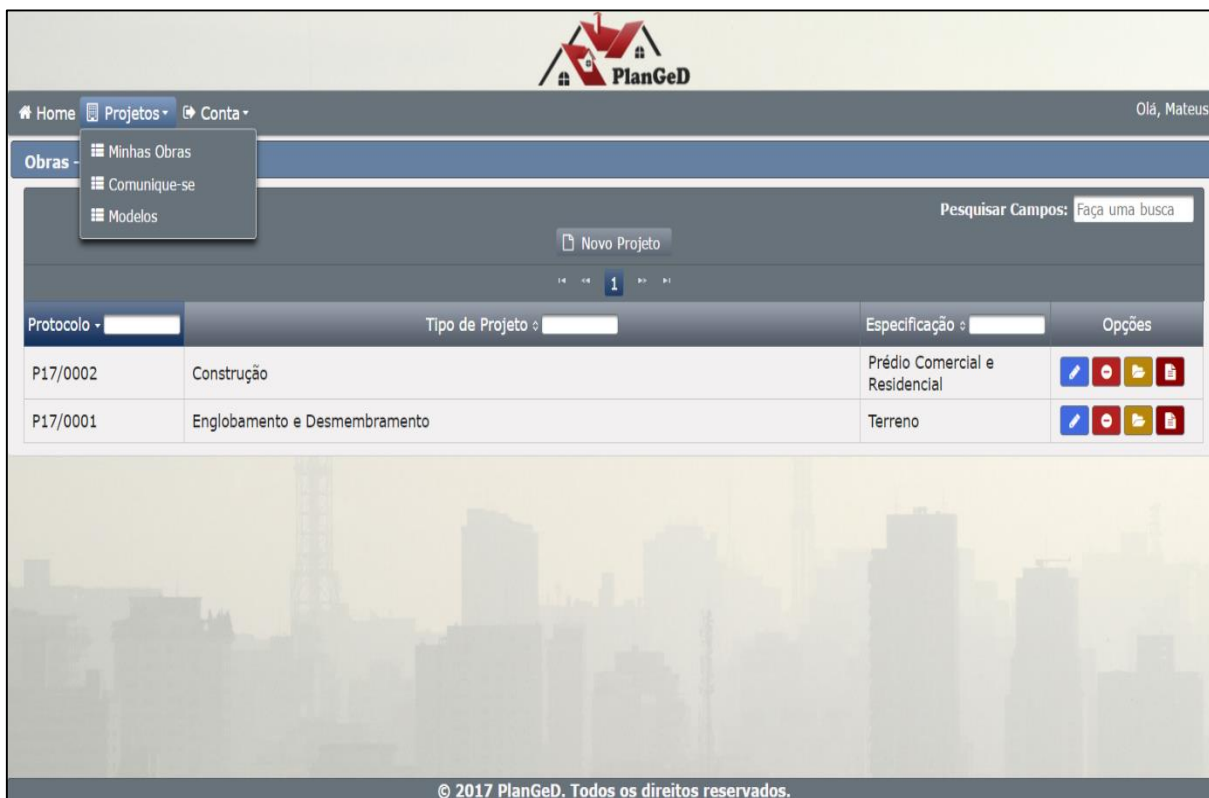 PlanGeD
Home Projetos Conta
Olá, Mateus
Minhas Obras
Comunique-se
Modelos
Obras -
Pesquisar Campos: Faça uma busca
Novo Projeto
1
Protocolo Tipo de Projeto Especificação Opções
P17/0002 Construção Prédio Comercial e
Residencial
P17/0001 Englobamento e Desmembramento Terreno
© 2017 PlanGeD. Todos os direitos reservados.